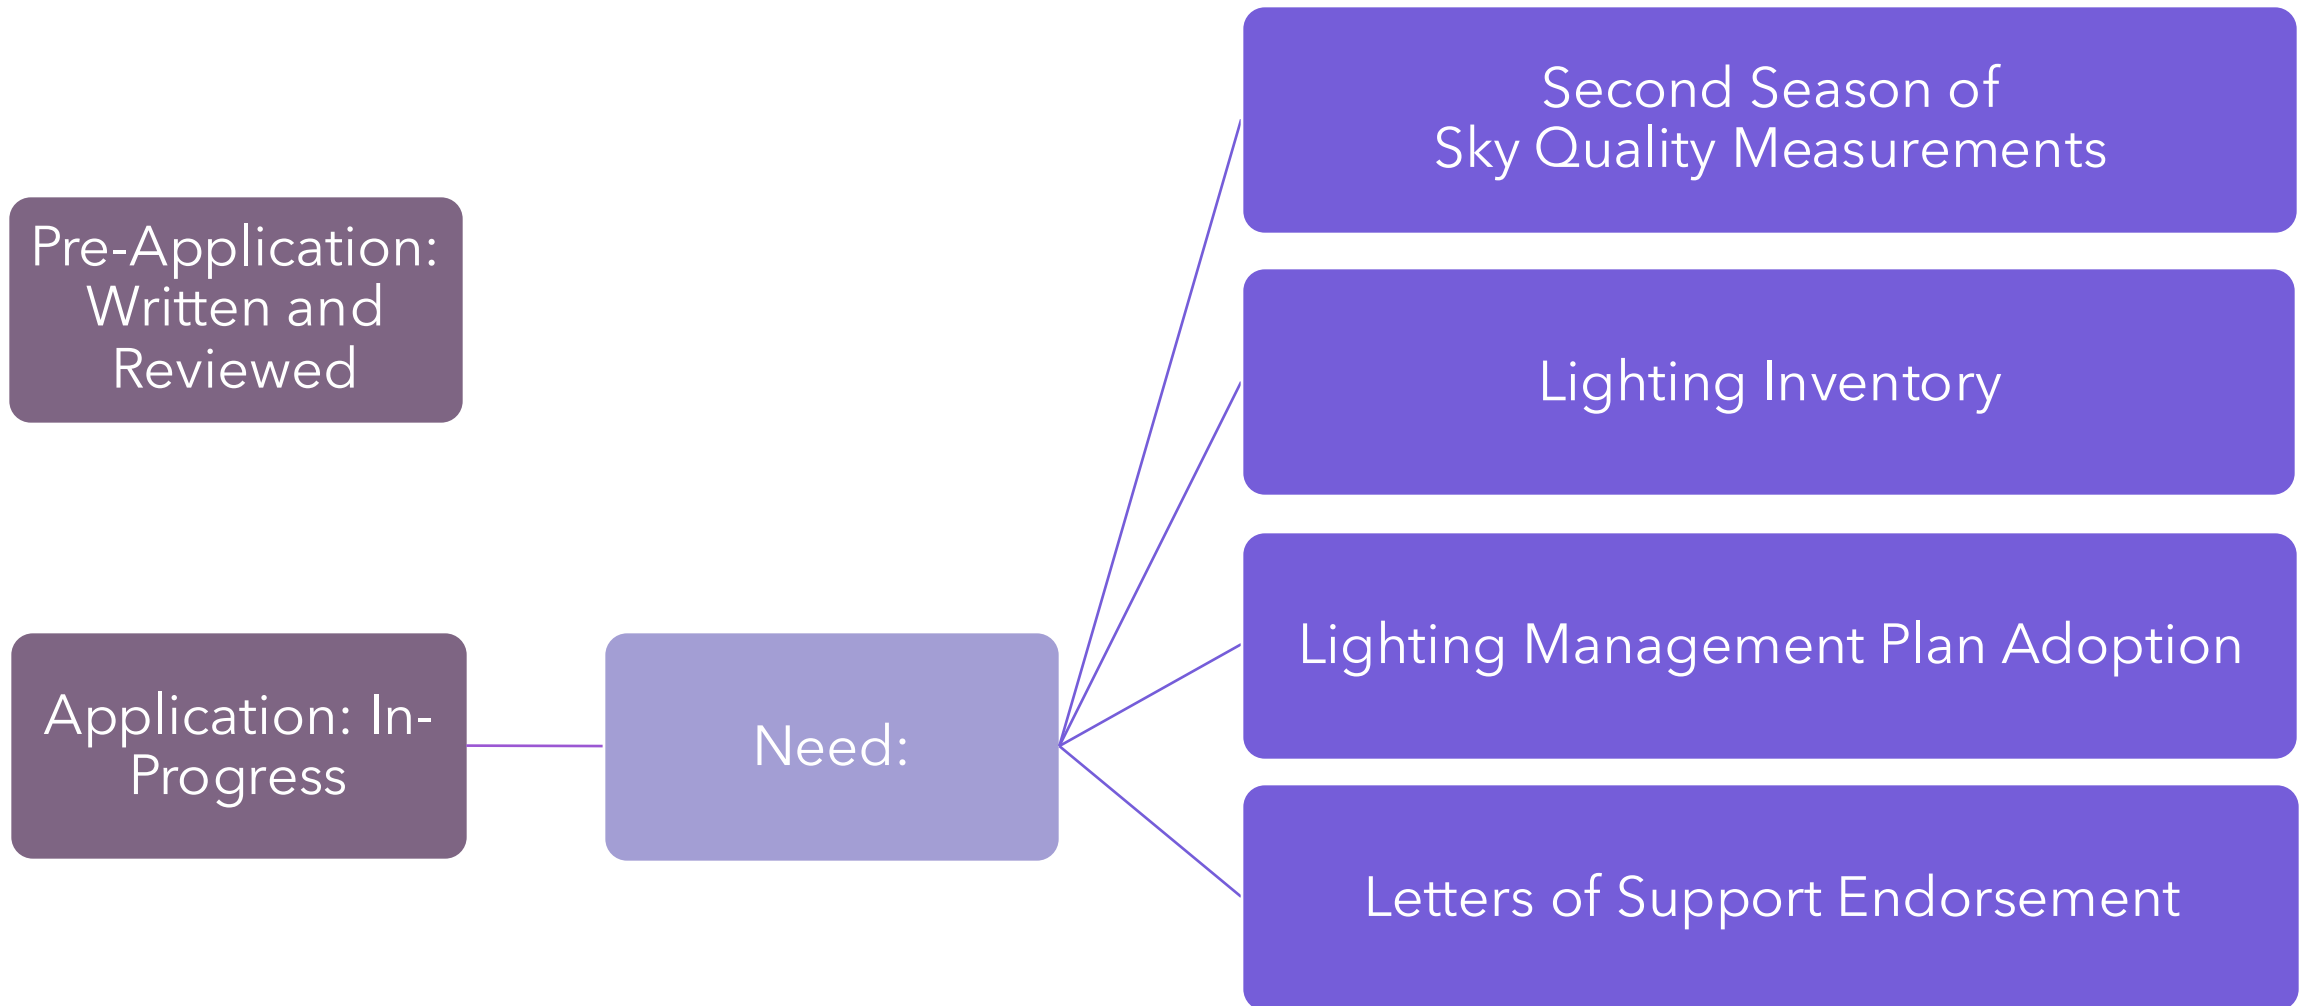 Pre-Application:
Written and
Reviewed
Application: In-
Progress
Need:
Second Season of
Sky Quality Measurements
Lighting Inventory
Lighting Management Plan Adoption
Letters of Support Endorsement